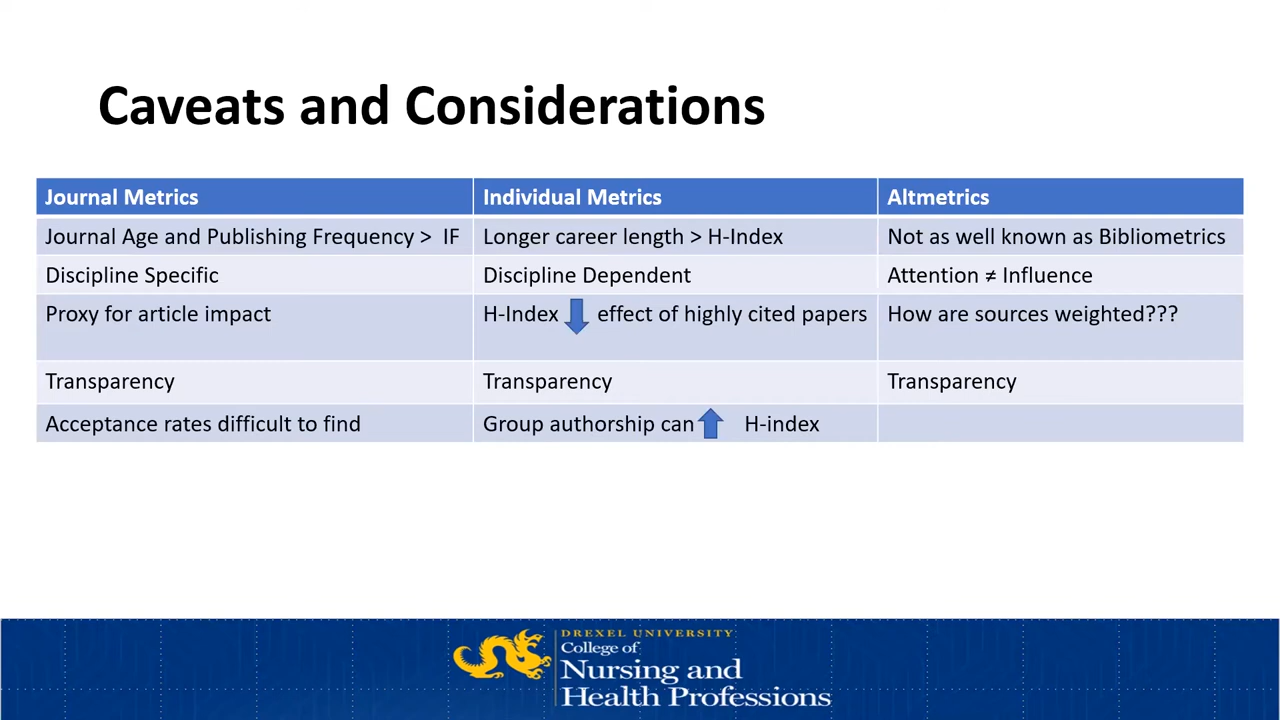 Caveats and Considerations
Journal Metrics Individual Metrics Altmetrics
Journal Age and Publishing Frequency > IF Longer career length > H-Index Not as well known as Bibliometrics
Discipline Specific Discipline Dependent Attention ≠ Influence
Proxy for article impact H-Index effect of highly cited papers How are sources weighted???
Transparency Transparency Transparency
Acceptance rates difficult to find Group authorship can H-index
DREXEL UNIVERSITY
College of
Nursing and
Health Professions